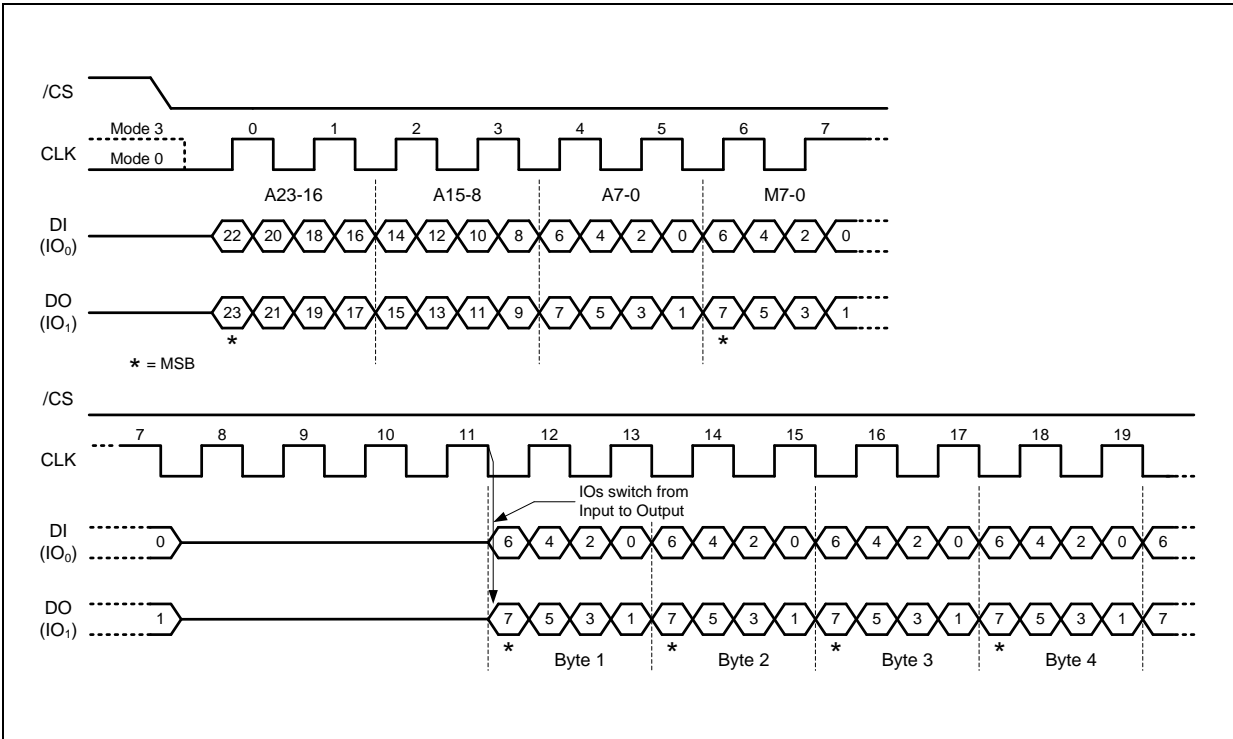 /CS
Mode 3 0 1 2 3 4 5 6 7
CLK
Mode 0
A23-16 A15-8 A7-0 M7-0
DI
(IO₀)
22 20 18 16 14 12 10 8 6 4 2 0 6 4 2 0
DO
(IO₁)
23 21 19 17 15 13 11 9 7 5 3 1 7 5 3 1
* *
* = MSB
/CS
7 8 9 10 11 12 13 14 15 16 17 18 19
CLK
IOs switch from
Input to Output
DI
(IO₀)
0 6 4 2 0 6 4 2 0 6 4 2 0 6 4 2 0 6
DO
(IO₁)
1 7 5 3 1 7 5 3 1 7 5 3 1 7 5 3 1 7
* Byte 1 * Byte 2 * Byte 3 * Byte 4